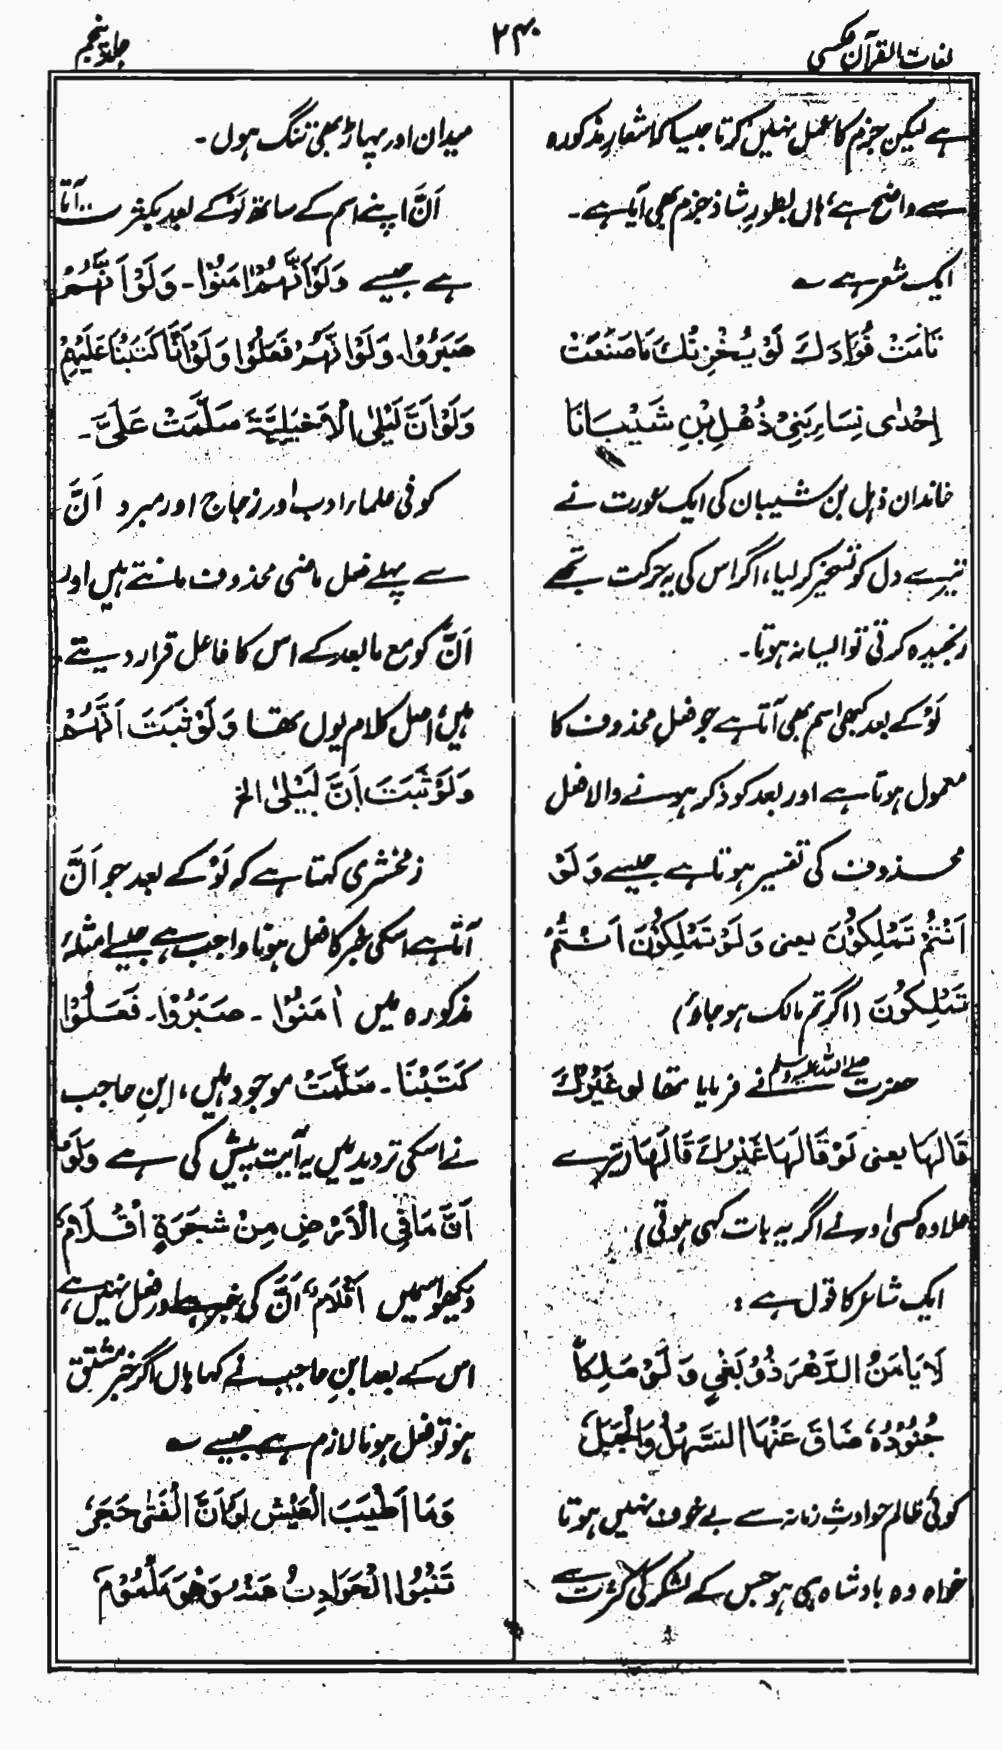 لغات القرآن عکسی
۲۴۰
جلد پنجم
ہے لیکن جزم کا عمل نہیں کرتا جیسا کہ اشعارِ مذکورہ
سے واضح ہے، ہاں بطورِ شاذ جزم بھی آیا ہے۔
ایک شعر ہے ؎
تَامَتْ فُؤَادَكَ لَوْ يُحْزِنُكَ مَا صَنَعَتْ
إِحْدٰى نِسَاءِ بَنِيْ ذُهْلِ بْنِ شَيْبَانَا
خاندان ذہل بن شیبان کی ایک عورت نے
تیرے دل کو تسخیر کر لیا، اگر اس کی یہ حرکت تجھے
رنجیدہ کرتی تو ایسا نہ ہوتا۔
لَوْ کے بعد کبھی اسم بھی آتا ہے جو فعل محذوف کا
معمول ہوتا ہے اور بعد کو ذکر ہونے والا فعل
محذوف کی تفسیر ہوتا ہے جیسے وَلَوْ
اَنْتُمْ تَمْلِكُوْنَ یعنی وَلَوْ تَمْلِكُوْنَ اَنْتُمْ
تَمْلِكُوْنَ (اگر تم مالک ہو جاؤ)
حضرت صلے اللہ علیہ وسلم نے فرمایا تھا لو غَيْرُكَ
قَالَهَا یعنی لَوْ قَالَهَا غَيْرُكَ قَالَهَا (تیرے
علاوہ کسی اور نے اگر یہ بات کہی ہوتی)
ایک شاعر کا قول ہے :
لَا يَأمَنُ الدَّهْرَ ذُوْ بَغْيٍ وَلَوْ مَلِكاً
جُنُوْدُهٗ ضَاقَ عَنْهَا السَّهْلُ وَالْجَبَلُ
کوئی ظالم حوادثِ زمانہ سے بے خوف نہیں ہوتا
خواہ وہ بادشاہ ہی ہو جس کے لشکر کی کثرت سے
میدان اور پہاڑ بھی تنگ ہوں۔
اَنَّ اپنے اسم کے ساتھ لَوْ کے بعد بکثرت آتا
ہے جیسے وَلَوْ اَنَّهُمْ اٰمَنُوْا۔ وَلَوْ اَنَّهُمْ
صَبَرُوْا۔ وَلَوْ اَنَّهُمْ فَعَلُوْا وَلَوْ اَنَّا كَتَبْنَا عَلَيْهِمْ
وَلَوْ اَنَّ لَيْلٰى الْاَخْيَلِيَّةَ سَلَّمَتْ عَلَيَّ۔
کوفی علماء ادب اور زجاج اور مبرد اَنَّ
سے پہلے فعل ماضی محذوف مانتے ہیں اور
اَنَّ کو مع مابعد کے اس کا فاعل قرار دیتے
ہیں، اصل کلام یوں تھا وَلَوْ ثَبَتَ اَنَّهُمْ
وَلَوْ ثَبَتَ اَنَّ لَيْلٰى الخ
زمخشری کہتا ہے کہ لَوْ کے بعد جو اَنَّ
آتا ہے اسکی خبر کا فعل ہونا واجب ہے جیسے امثلہ
مذکورہ میں اٰمَنُوْا۔ صَبَرُوْا۔ فَعَلُوْا
كَتَبْنَا۔ سَلَّمَتْ موجود ہیں، ابنِ حاجب
نے اسکی تردید میں یہ آیت پیش کی ہے وَلَوْ
اَنَّ مَا فِي الْاَرْضِ مِنْ شَجَرَةٍ اَقْلَامٌ
دیکھو اسمیں اَقْلَامٌ، اَنَّ کی خبر ہے اور فعل نہیں ہے،
اس کے بعد ابنِ حاجب نے کہا ہاں اگر خبر مشتق
ہو تو فعل ہونا لازم ہے جیسے ؎
وَمَا اَطْيَبَ الْعَيْشَ لَوْ اَنَّ الْفَتٰى حَجَرٌ
تَنْبُوا الْحَوَادِثُ عَنْهُ وَهُوَ مَلْمُوْمٌ